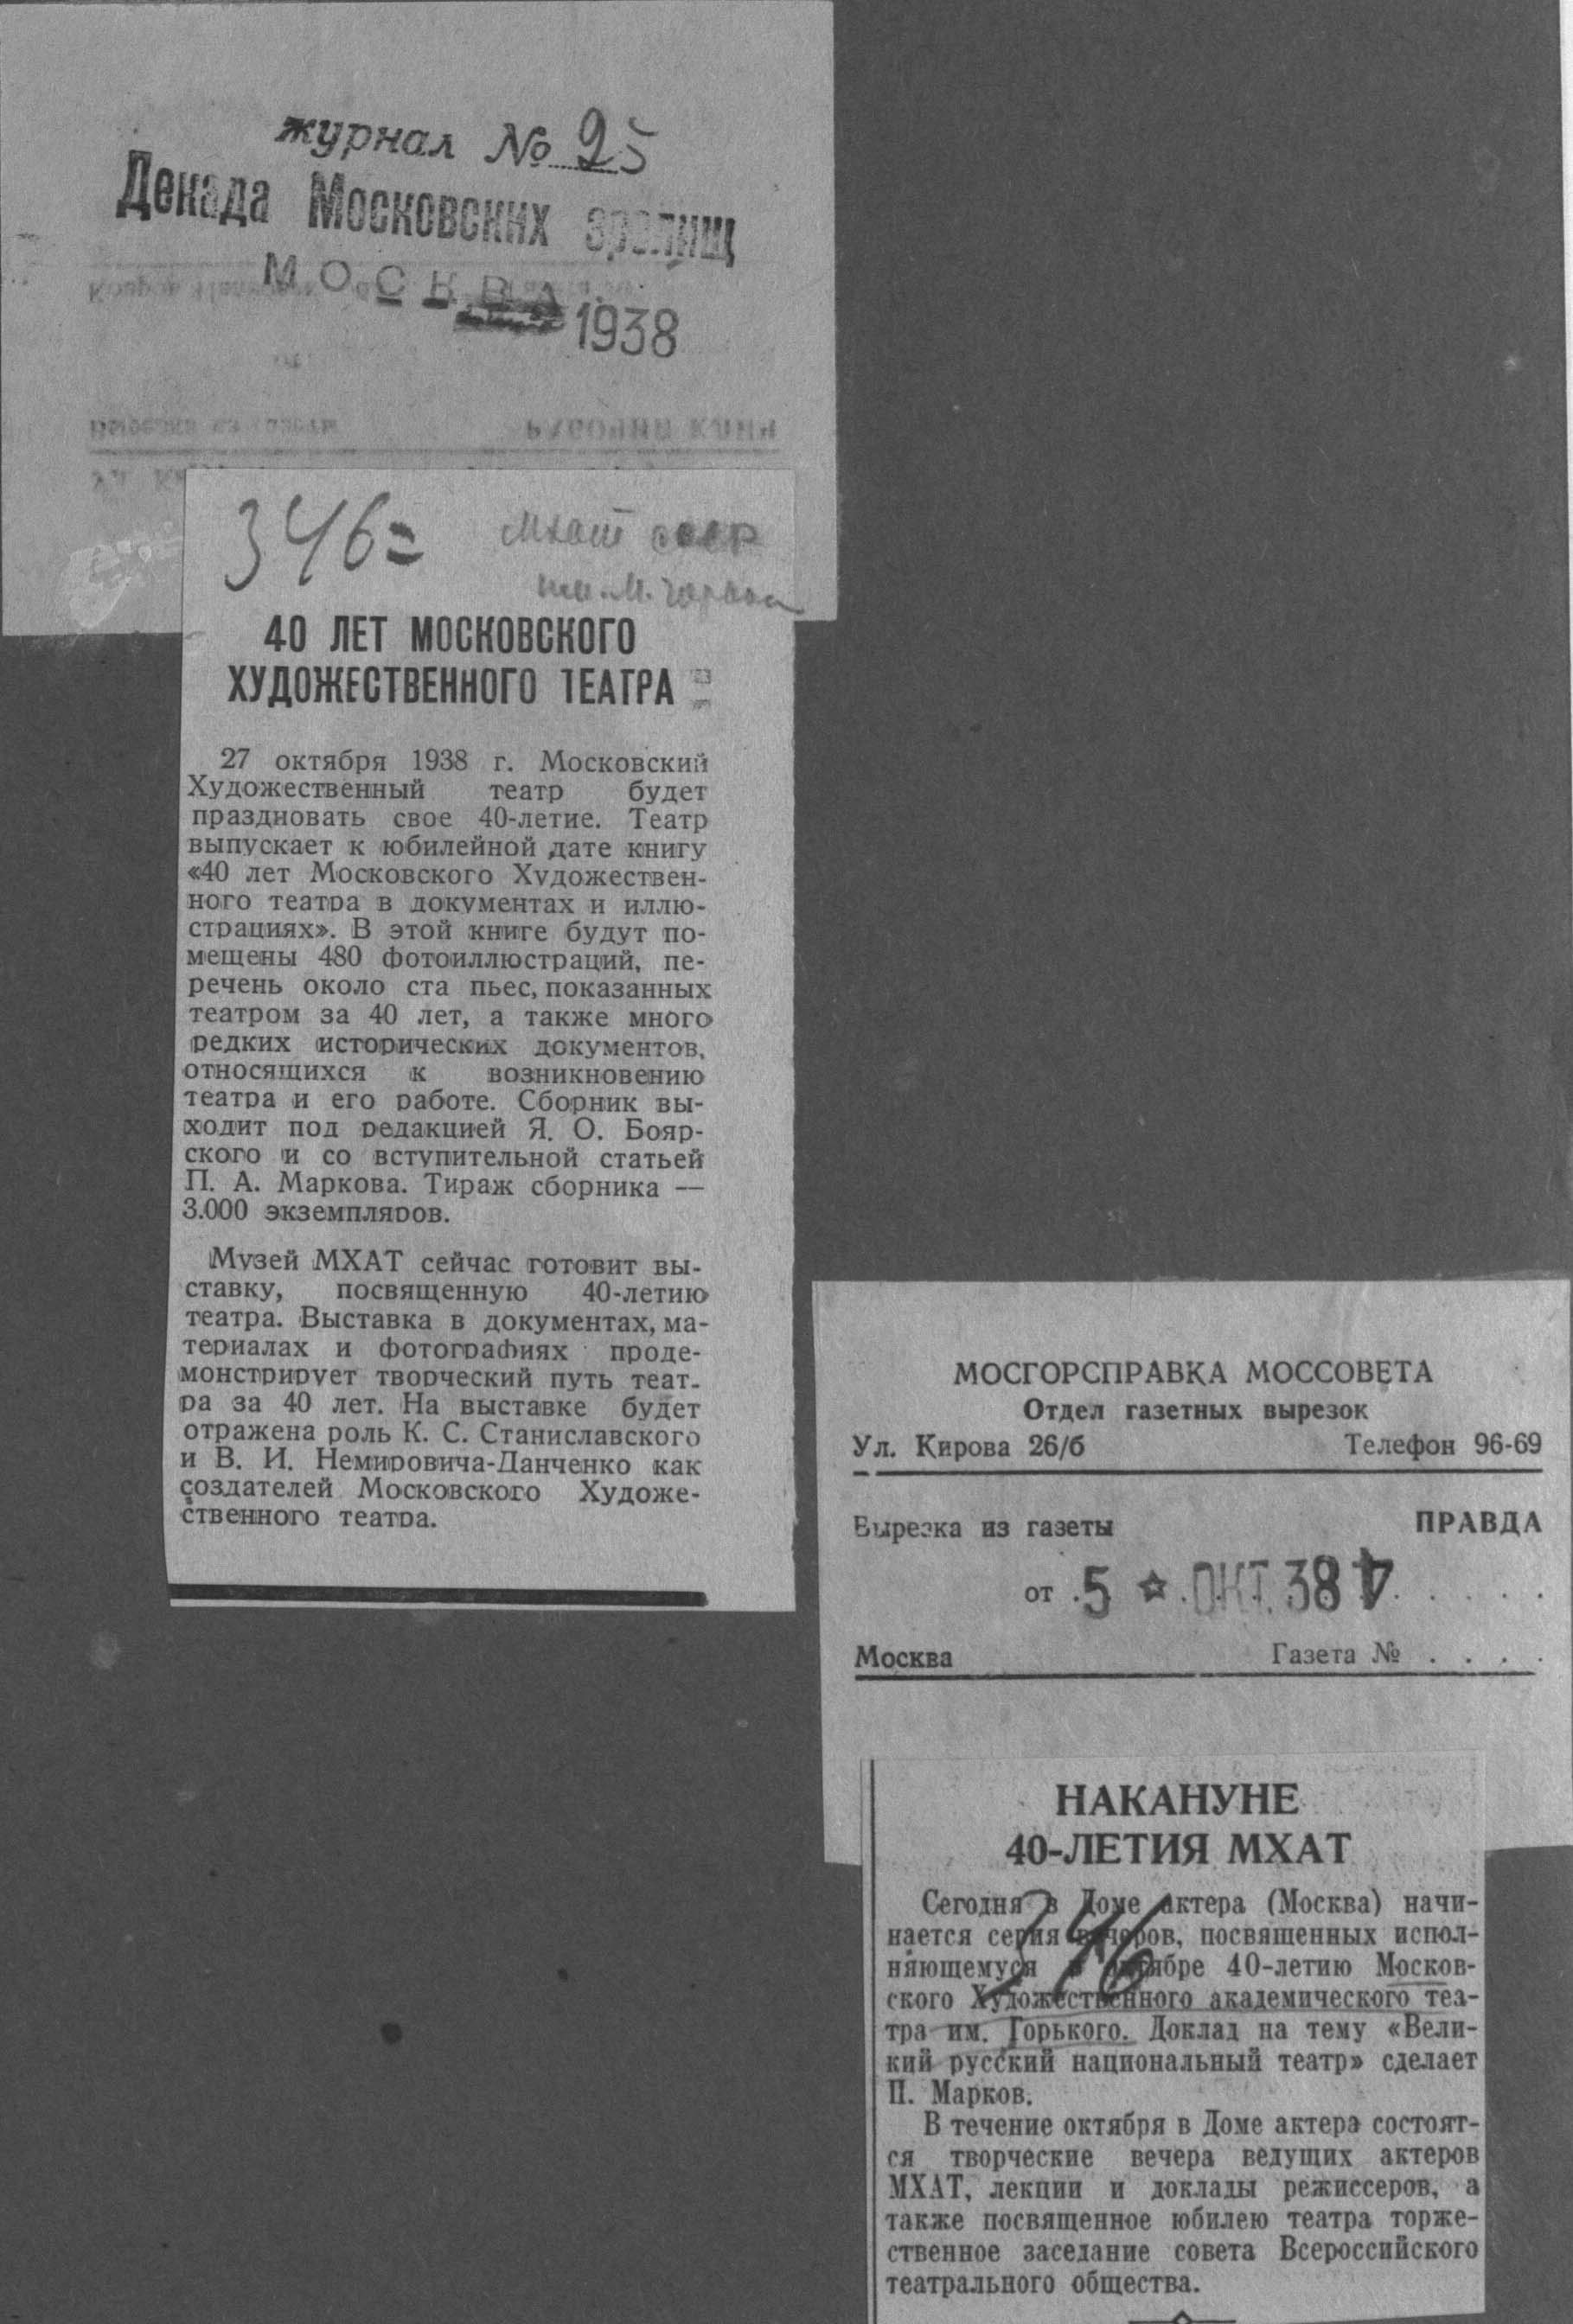 журнал № 25
Декада Московских зрелищ
МОСКВА
1938
346=
МХАТ СССР
им. М. Горького
40 ЛЕТ МОСКОВСКОГО
ХУДОЖЕСТВЕННОГО ТЕАТРА
27 октября 1938 г. Московский
Художественный театр будет
праздновать свое 40-летие. Театр
выпускает к юбилейной дате книгу
«40 лет Московского Художествен-
ного театра в документах и иллю-
страциях». В этой книге будут по-
мещены 480 фотоиллюстраций, пе-
речень около ста пьес, показанных
театром за 40 лет, а также много
редких исторических документов,
относящихся к возникновению
театра и его работе. Сборник вы-
ходит под редакцией Я. О. Бояр-
ского и со вступительной статьей
П. А. Маркова. Тираж сборника —
3.000 экземпляров.
Музей МХАТ сейчас готовит вы-
ставку, посвященную 40-летию
театра. Выставка в документах, ма-
териалах и фотографиях проде-
монстрирует творческий путь теат-
ра за 40 лет. На выставке будет
отражена роль К. С. Станиславского
и В. И. Немировича-Данченко как
создателей Московского Художе-
ственного театра.
МОСГОРСПРАВКА МОССОВЕТА
Отдел газетных вырезок
Ул. Кирова 26/б Телефон 96-69
Вырезка из газеты ПРАВДА
от 5 ☆ ОКТ. 38
Москва Газета № . . . .
НАКАНУНЕ
40-ЛЕТИЯ МХАТ
346
Сегодня в Доме актера (Москва) начи-
нается серия вечеров, посвященных испол-
няющемуся в октябре 40-летию Москов-
ского Художественного академического теа-
тра им. Горького. Доклад на тему «Вели-
кий русский национальный театр» сделает
П. Марков.
В течение октября в Доме актера состоят-
ся творческие вечера ведущих актеров
МХАТ, лекции и доклады режиссеров, а
также посвященное юбилею театра торже-
ственное заседание совета Всероссийского
театрального общества.